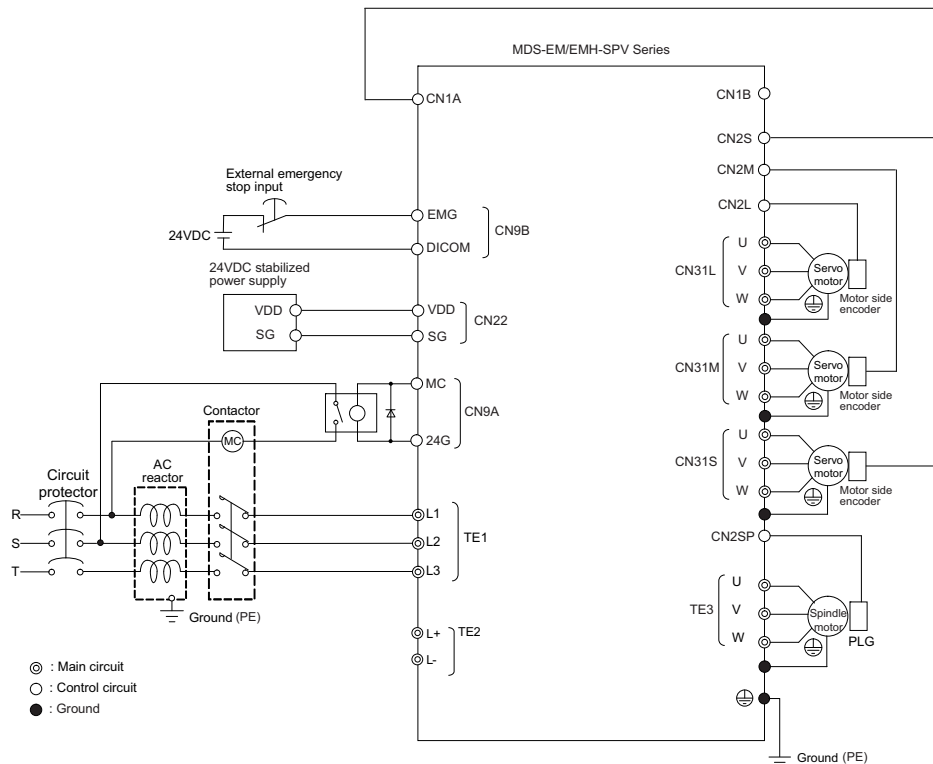 MDS-EM/EMH-SPV Series
CN1A
CN1B
CN2S
CN2M
CN2L
External emergency
stop input
24VDC
EMG
DICOM
CN9B
24VDC stabilized
power supply
VDD
SG
VDD
SG
CN22
MC
24G
CN9A
Contactor
MC
AC
reactor
Circuit
protector
R
S
T
L1
L2
L3
TE1
Ground (PE)
L+
L-
TE2
: Main circuit
: Control circuit
: Ground
CN31L
U
V
W
Servo
motor
Motor side
encoder
CN31M
U
V
W
Servo
motor
Motor side
encoder
CN31S
U
V
W
Servo
motor
Motor side
encoder
CN2SP
TE3
U
V
W
Spindle
motor
PLG
Ground (PE)